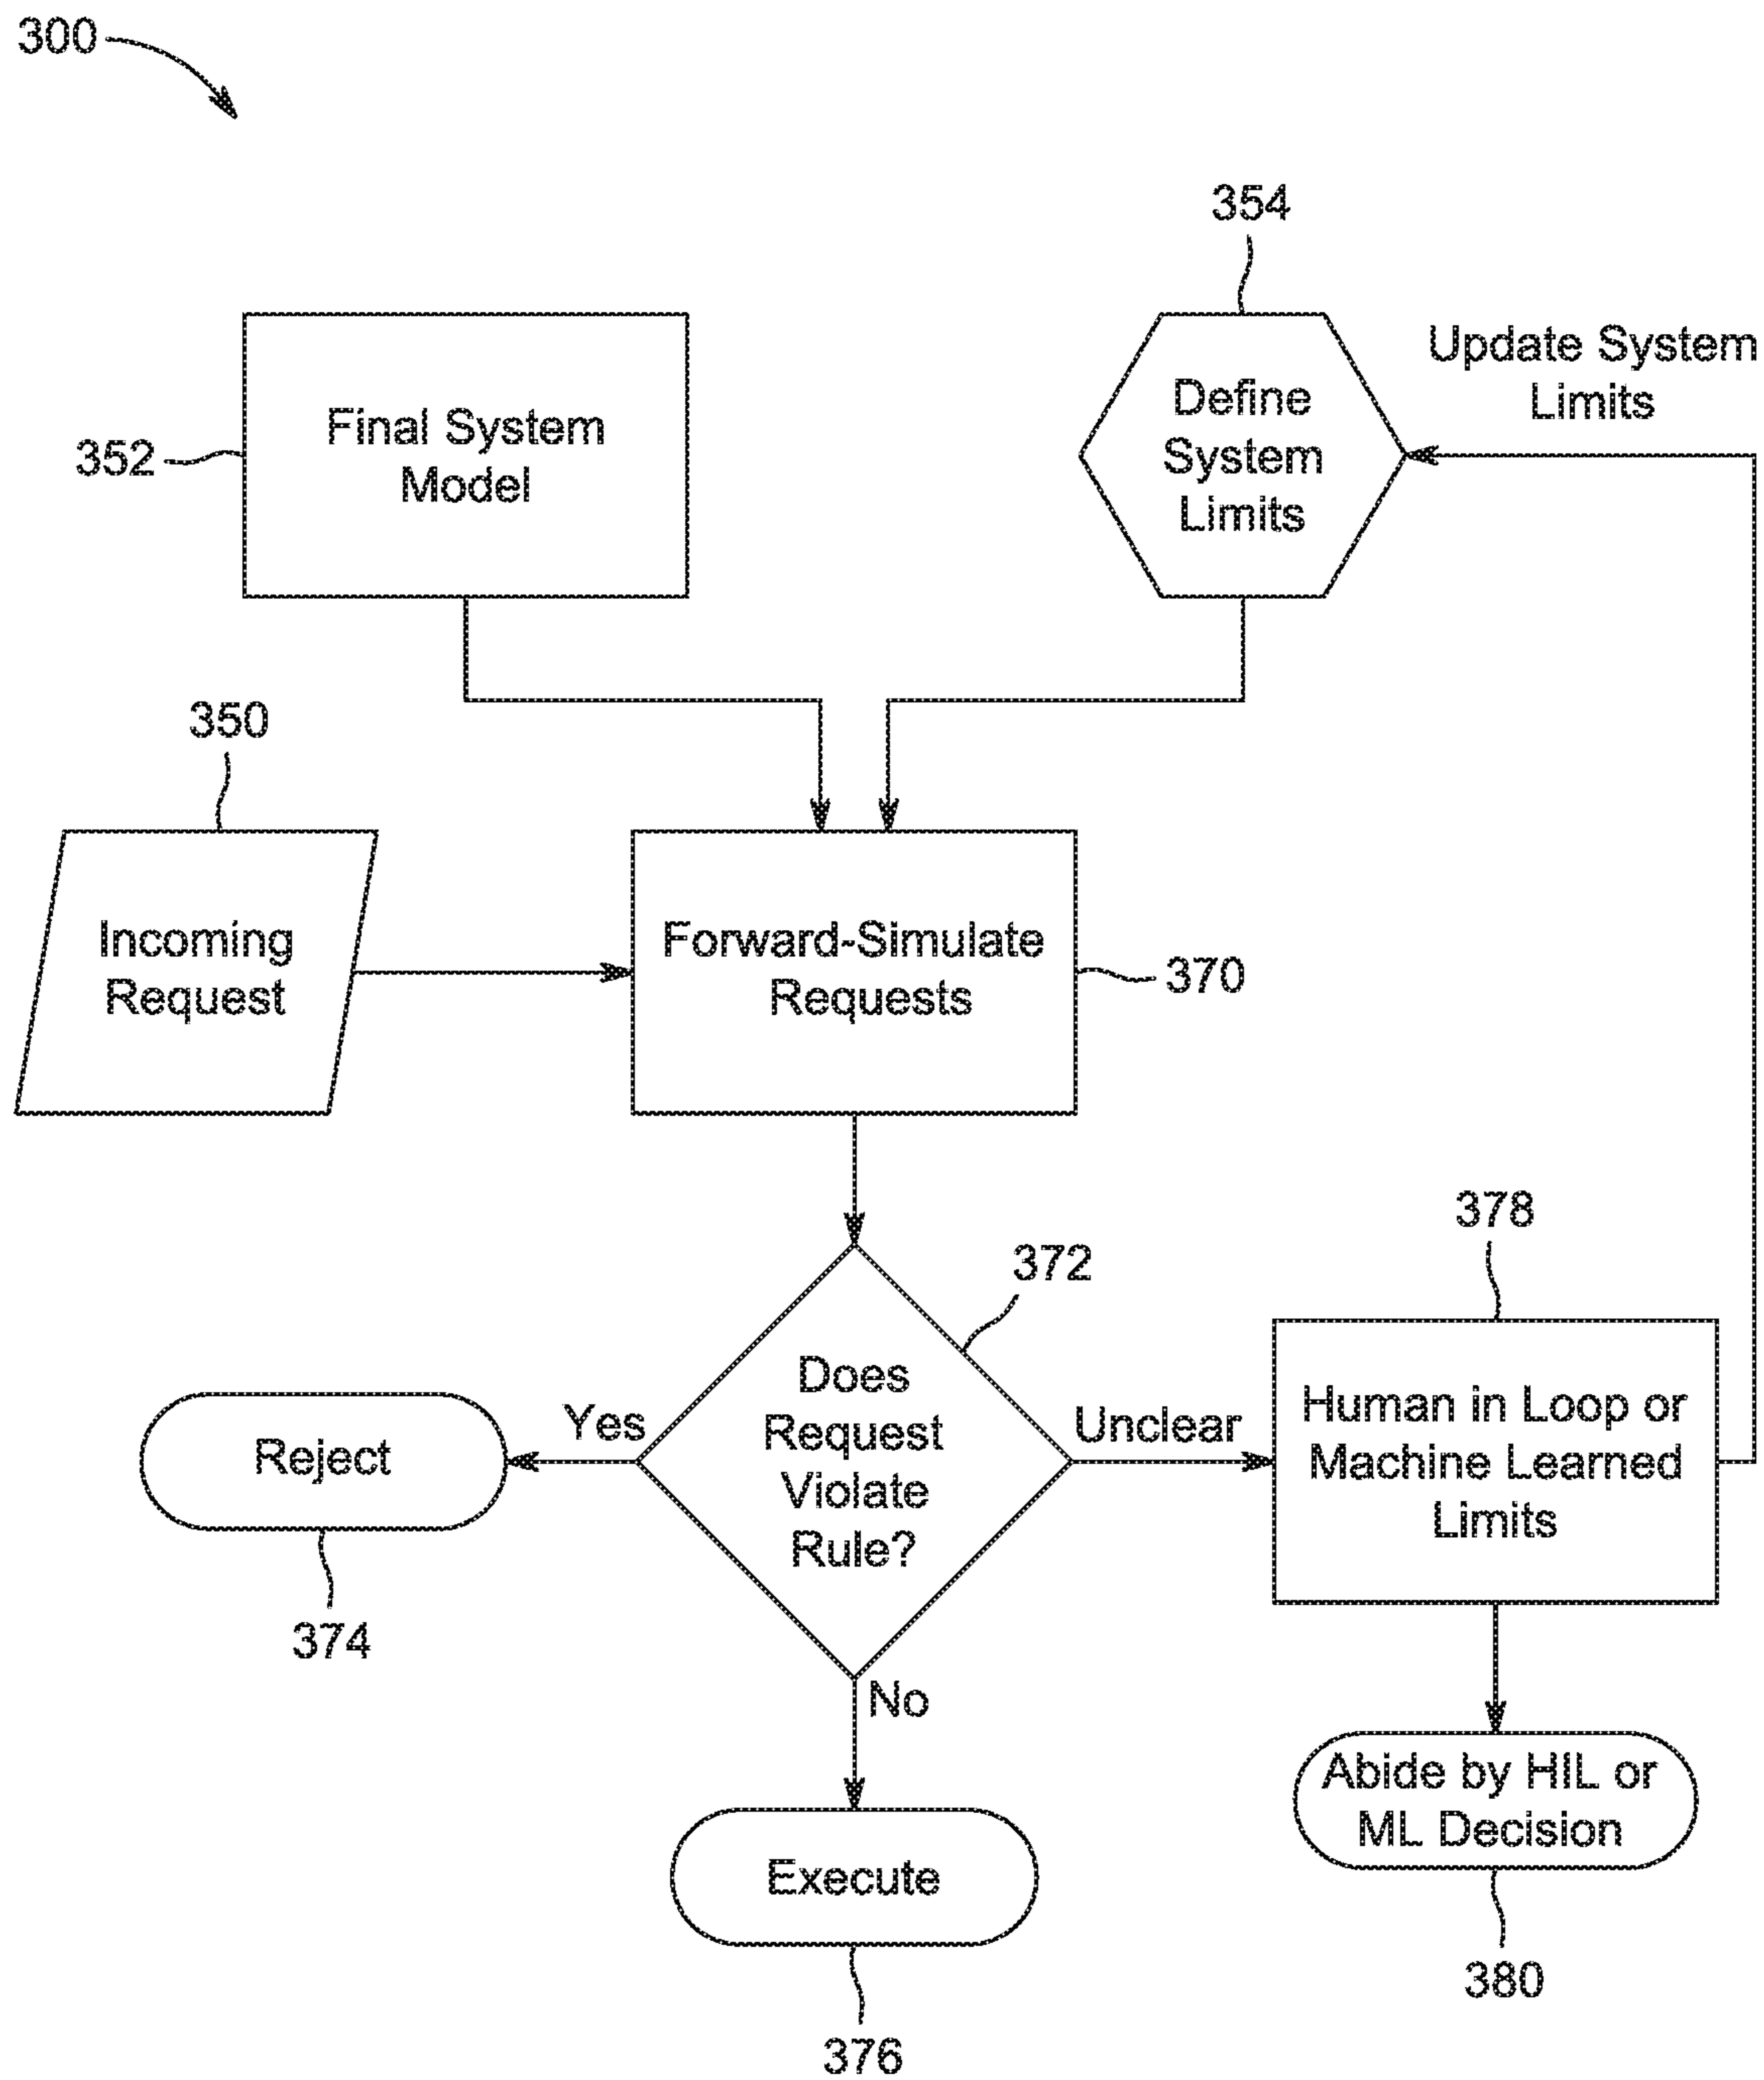 300
354
Update System
Limits
Define
System
Limits
Final System
Model
352
350
Incoming
Request
Forward-Simulate
Requests
370
378
372
Does
Request
Violate
Rule?
Yes
Reject
374
Unclear
Human in Loop or
Machine Learned
Limits
No
Execute
376
Abide by HIL or
ML Decision
380